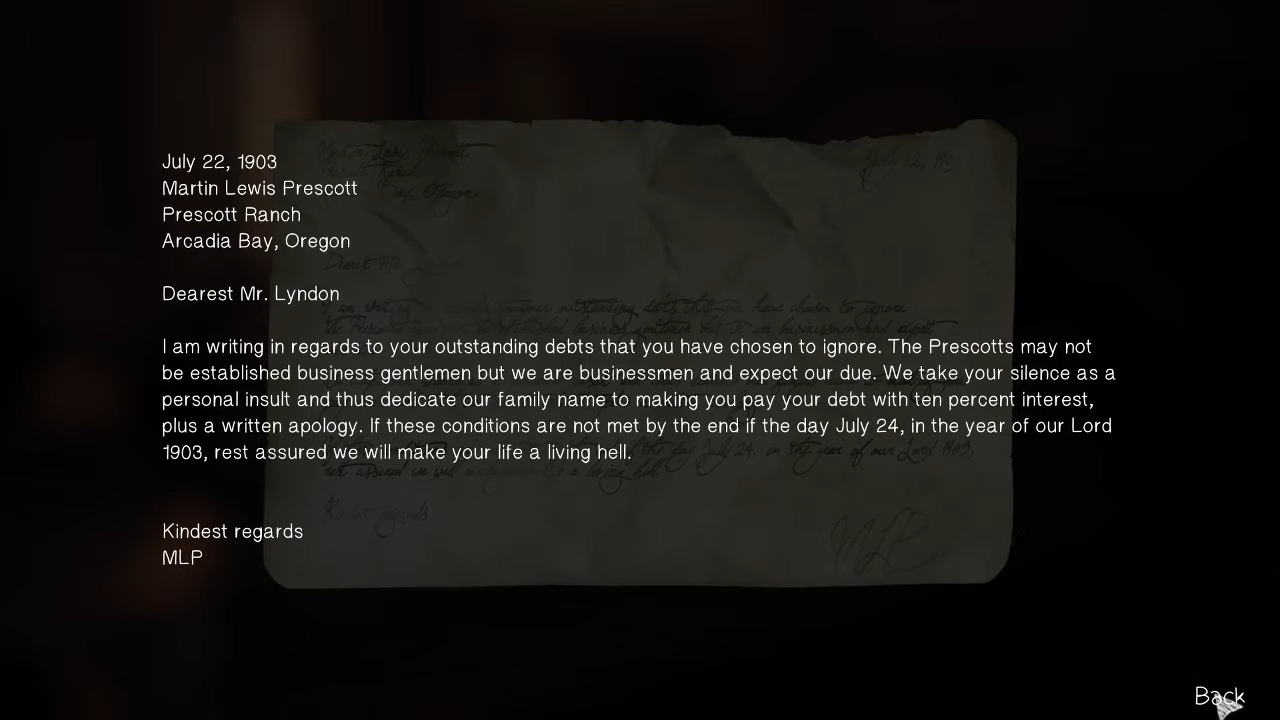 July 22, 1903
Martin Lewis Prescott
Prescott Ranch
Arcadia Bay, Oregon
Dearest Mr. Lyndon
I am writing in regards to your outstanding debts that you have chosen to ignore. The Prescotts may not
be established business gentlemen but we are businessmen and expect our due. We take your silence as a
personal insult and thus dedicate our family name to making you pay your debt with ten percent interest,
plus a written apology. If these conditions are not met by the end if the day July 24, in the year of our Lord
1903, rest assured we will make your life a living hell.
Kindest regards
MLP
Back